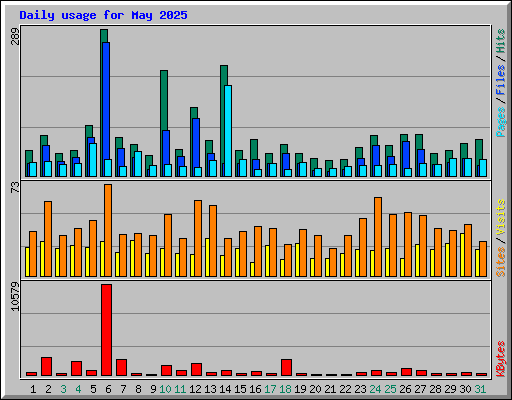 Daily usage for May 2025
289
Pages / Files / Hits
73
Sites / Visits
10579
KBytes
1 2 3 4 5 6 7 8 9 10 11 12 13 14 15 16 17 18 19 20 21 22 23 24 25 26 27 28 29 30 31